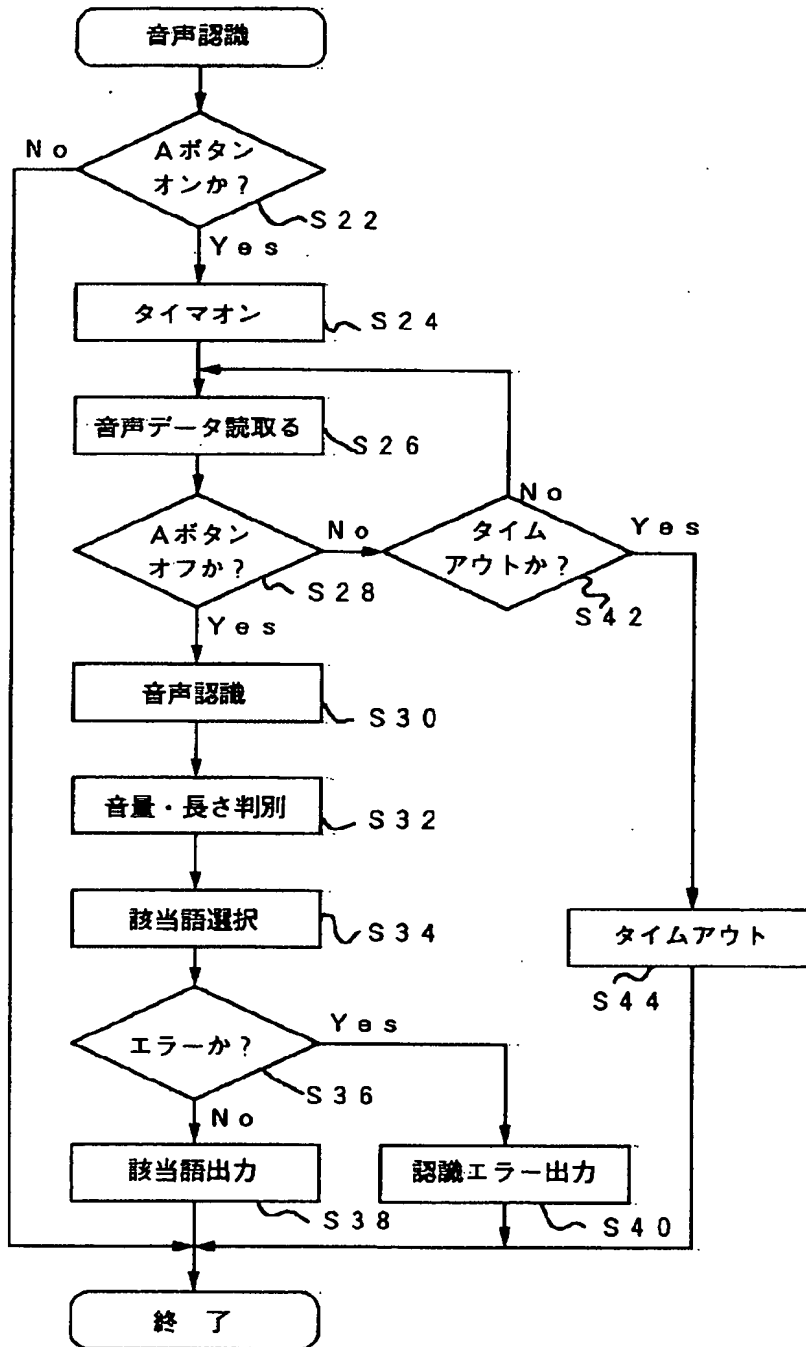 音声認識
No
Aボタン
オンか？
S22
Yes
タイマオン
S24
音声データ読取る
S26
Aボタン
オフか？
S28
No
タイム
アウトか？
No
Yes
S42
Yes
音声認識
S30
音量・長さ判別
S32
該当語選択
S34
タイムアウト
S44
エラーか？
Yes
S36
No
該当語出力
S38
認識エラー出力
S40
終 了